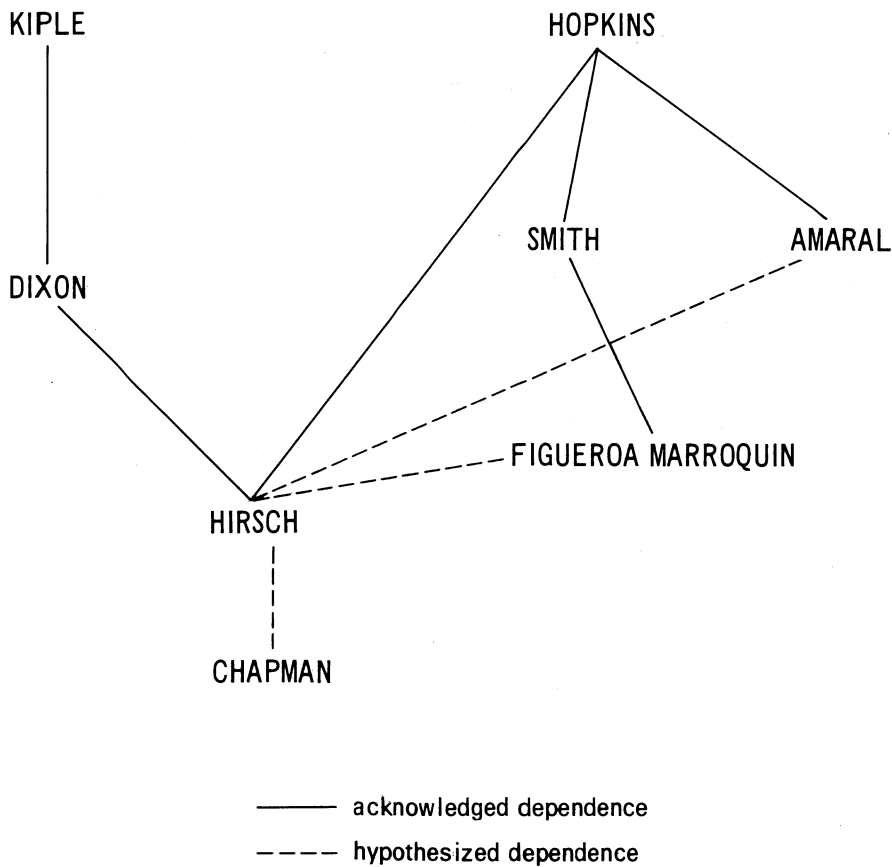 KIPLE
HOPKINS
SMITH
AMARAL
DIXON
FIGUEROA MARROQUIN
HIRSCH
CHAPMAN
acknowledged dependence
hypothesized dependence